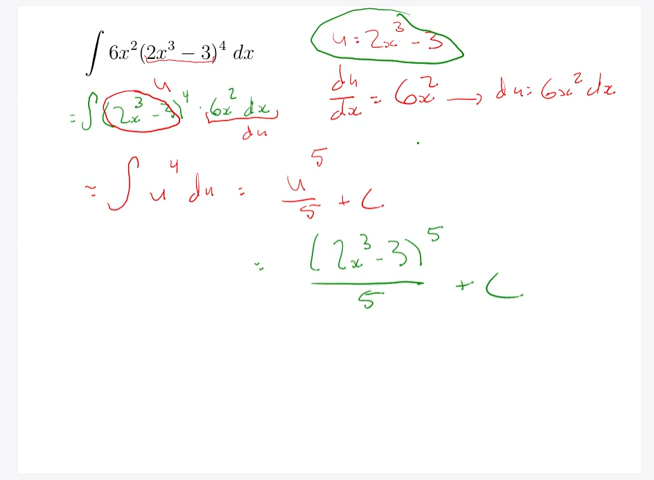 ∫ 6x²(2x³ − 3)⁴ dx
u = 2x³ - 3
u
= ∫(2x³ - 3)⁴ · 6x² dx
du
du/dx = 6x² → du = 6x² dx
= ∫ u⁴ du = u⁵/5 + C
= (2x³ - 3)⁵/5 + C